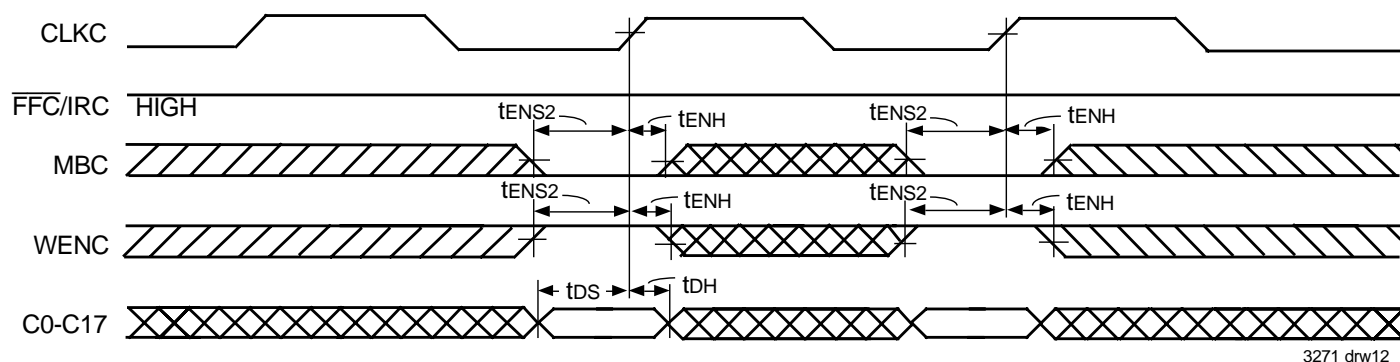 CLKC
FFC/IRC HIGH
tENS2 tENH tENS2 tENH
MBC
tENS2 tENH tENS2 tENH
WENC
tDS tDH
C0-C17
3271 drw12